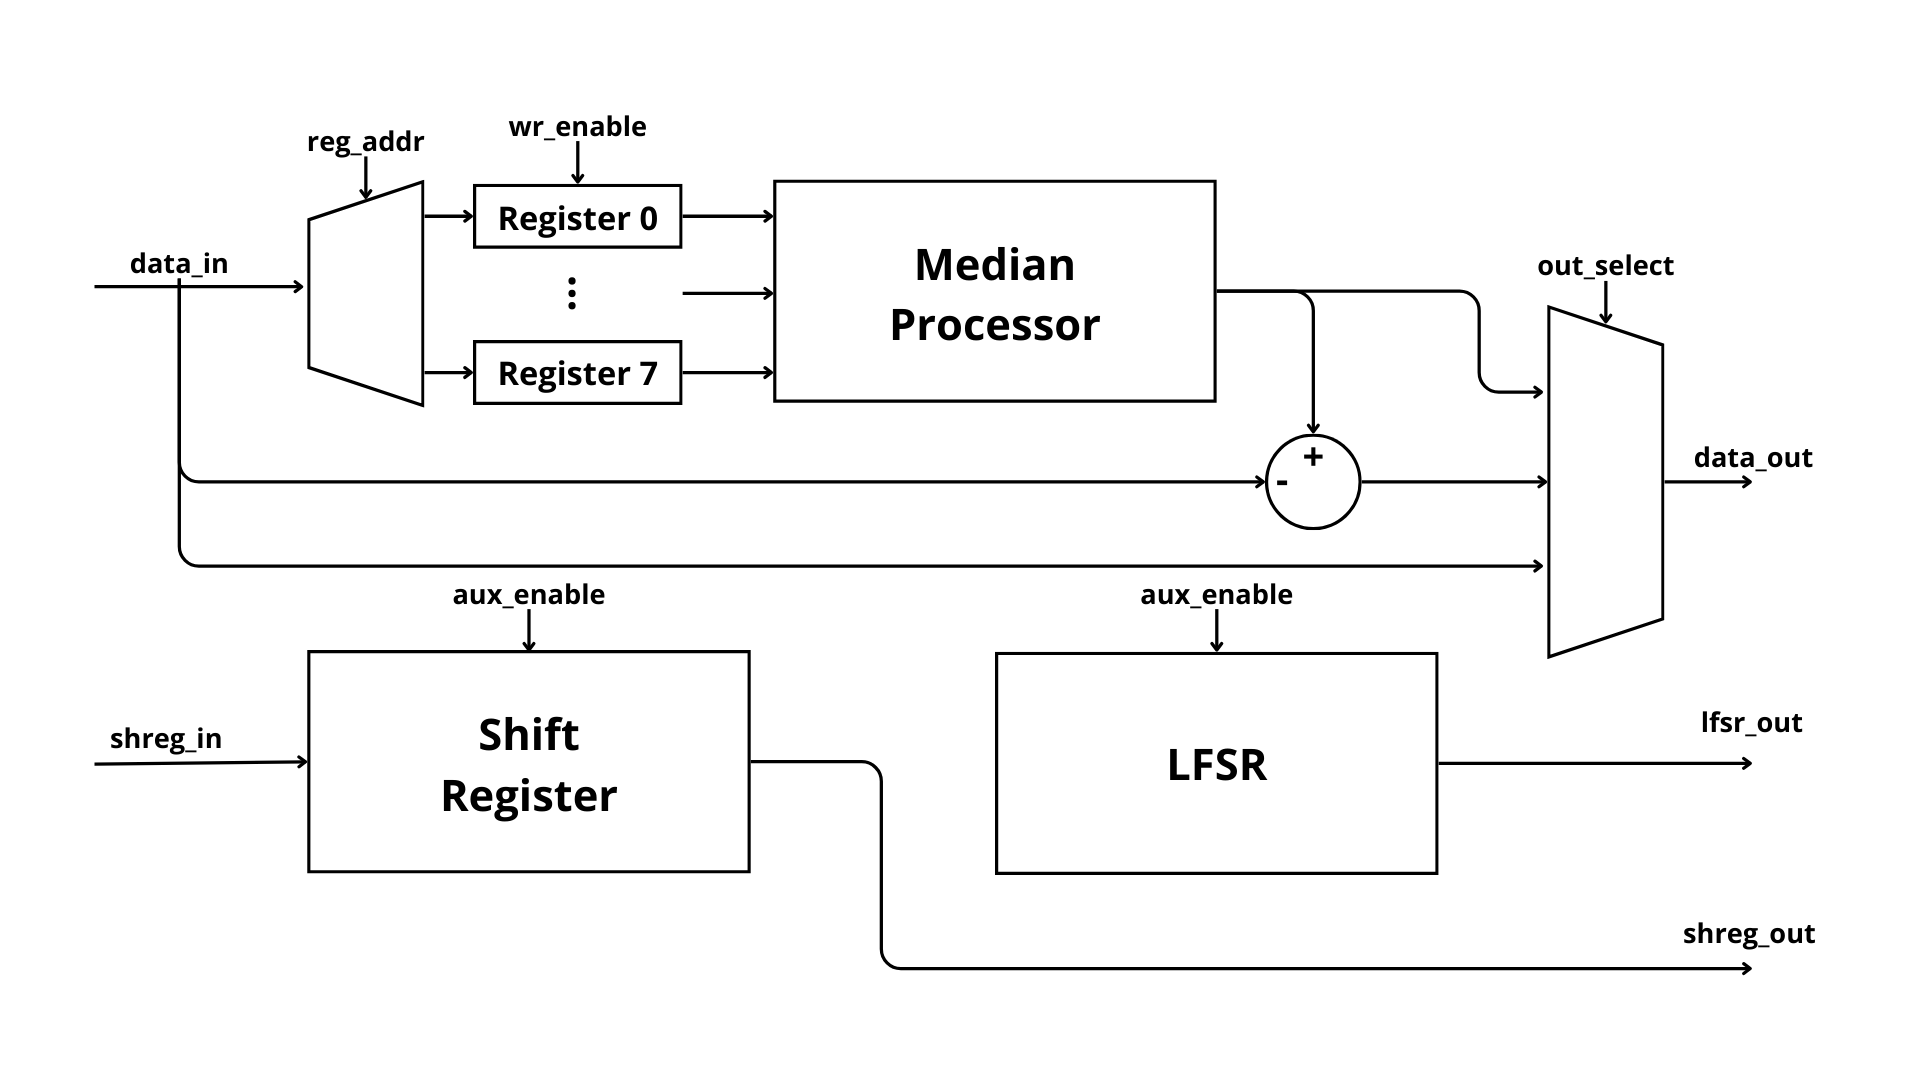 wr_enable
reg_addr
Register 0
data_in
Median
Processor
out_select
Register 7
+
-
data_out
aux_enable
aux_enable
shreg_in
Shift
Register
LFSR
lfsr_out
shreg_out